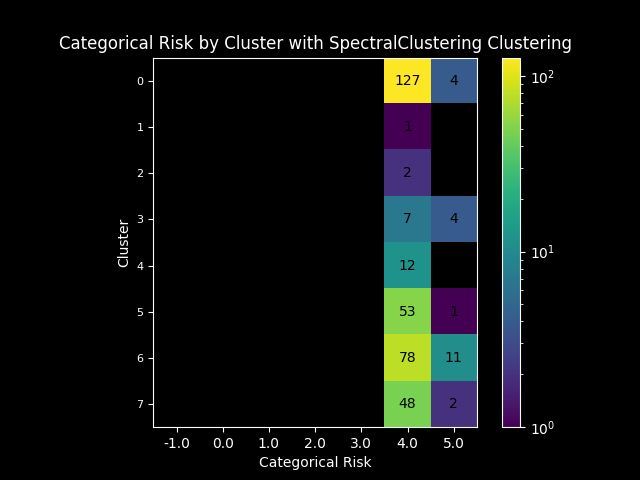 Categorical Risk by Cluster with SpectralClustering Clustering
0 127 4 10²
1 1
2 2
3 7 4
4 12 10¹
5 53 1
6 78 11
7 48 2 10⁰
-1.0 0.0 1.0 2.0 3.0 4.0 5.0
Categorical Risk
Cluster